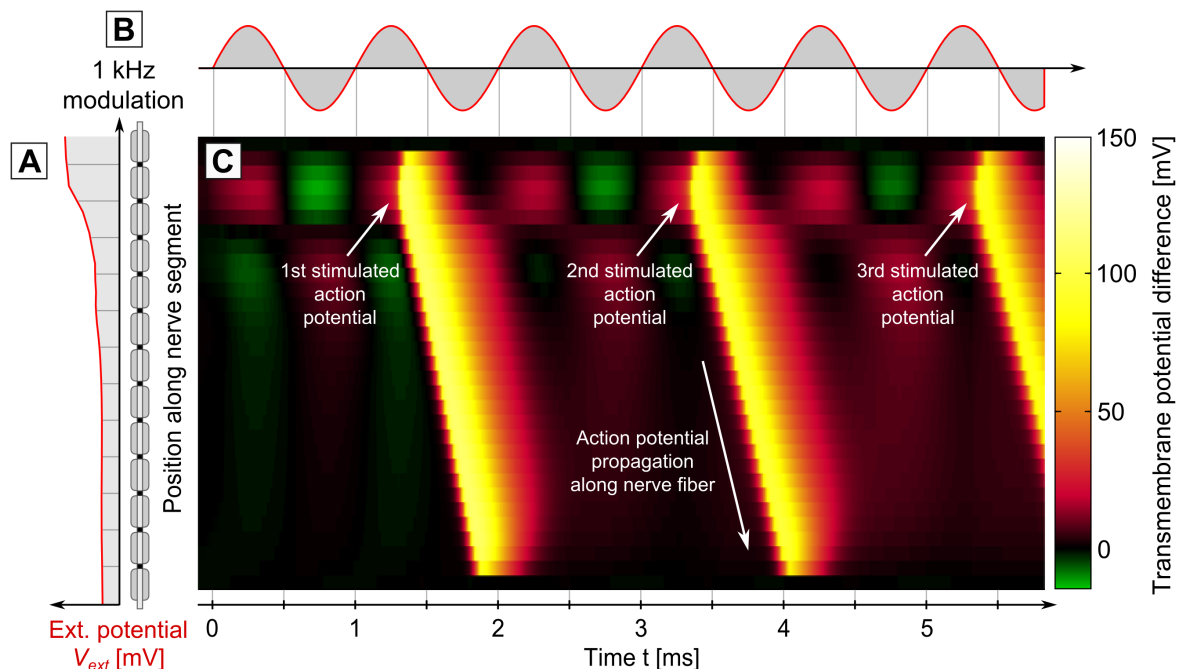 B
1 kHz
modulation
A
C
Position along nerve segment
1st stimulated
action
potential
2nd stimulated
action
potential
3rd stimulated
action
potential
Action potential
propagation
along nerve fiber
150
100
50
0
Transmembrane potential difference [mV]
0 1 2 3 4 5
Time t [ms]
Ext. potential
V_ext [mV]